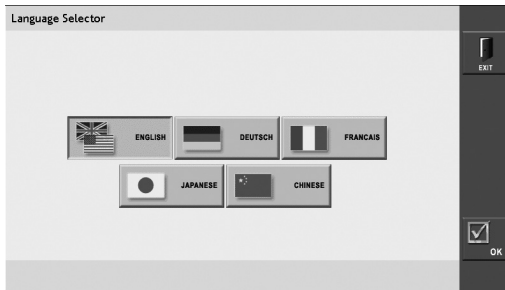 Language Selector
EXIT
ENGLISH
DEUTSCH
FRANCAIS
JAPANESE
CHINESE
OK